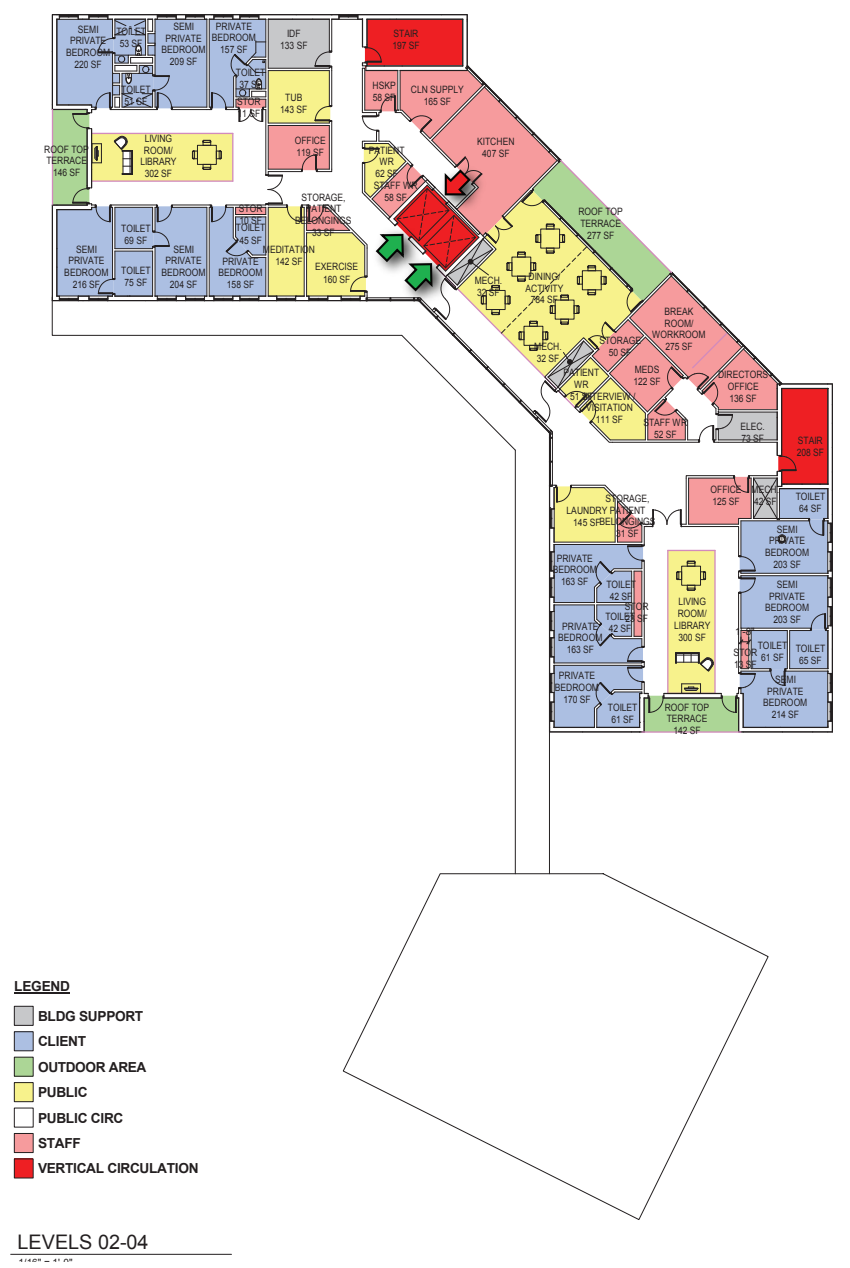 SEMI
PRIVATE
BEDROOM
220 SF
TOILET
53 SF
TOILET
SEMI
PRIVATE
BEDROOM
209 SF
PRIVATE
BEDROOM
157 SF
TOILET
37 SF
STOR
IDF
133 SF
STAIR
197 SF
TUB
143 SF
HSKP
58 SF
CLN SUPPLY
165 SF
KITCHEN
407 SF
OFFICE
119 SF
LIVING
ROOM/
LIBRARY
302 SF
ROOF TOP
TERRACE
146 SF
PATIENT
WR
62 SF
STAFF WR
58 SF
STORAGE,
PATIENT
BELONGINGS
33 SF
STOR
10 SF
TOILET
45 SF
SEMI
PRIVATE
BEDROOM
216 SF
TOILET
69 SF
TOILET
75 SF
SEMI
PRIVATE
BEDROOM
204 SF
PRIVATE
BEDROOM
158 SF
MEDITATION
142 SF
EXERCISE
160 SF
ROOF TOP
TERRACE
277 SF
MECH.
32 SF
DINING/
ACTIVITY
764 SF
MECH.
32 SF
STORAGE
50 SF
BREAK
ROOM/
WORKROOM
275 SF
MEDS
122 SF
DIRECTORS
OFFICE
136 SF
PATIENT
WR
INTERVIEW /
VISITATION
111 SF
STAFF WR
52 SF
ELEC.
73 SF
STAIR
208 SF
OFFICE
125 SF
MECH.
42 SF
TOILET
64 SF
LAUNDRY
145 SF
STORAGE,
PATIENT
BELONGINGS
31 SF
SEMI
PRIVATE
BEDROOM
203 SF
PRIVATE
BEDROOM
163 SF
TOILET
42 SF
STOR
SEMI
PRIVATE
BEDROOM
203 SF
LIVING
ROOM/
LIBRARY
300 SF
TOILET
42 SF
PRIVATE
BEDROOM
163 SF
STOR
13 SF
TOILET
61 SF
TOILET
65 SF
PRIVATE
BEDROOM
170 SF
TOILET
61 SF
SEMI
PRIVATE
BEDROOM
214 SF
ROOF TOP
TERRACE
142 SF
LEGEND
BLDG SUPPORT
CLIENT
OUTDOOR AREA
PUBLIC
PUBLIC CIRC
STAFF
VERTICAL CIRCULATION
LEVELS 02-04
1/16" = 1'-0"